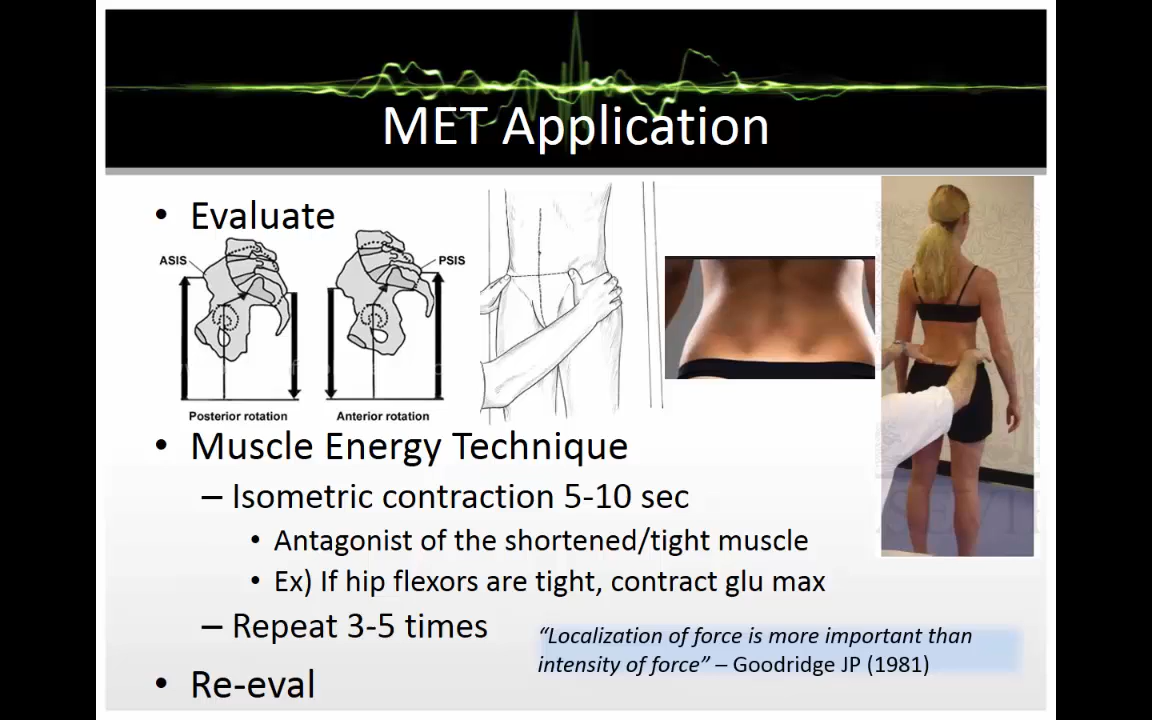 MET Application
• Evaluate
ASIS
PSIS
Posterior rotation
Anterior rotation
• Muscle Energy Technique
– Isometric contraction 5-10 sec
• Antagonist of the shortened/tight muscle
• Ex) If hip flexors are tight, contract glu max
– Repeat 3-5 times
“Localization of force is more important than
intensity of force” – Goodridge JP (1981)
• Re-eval